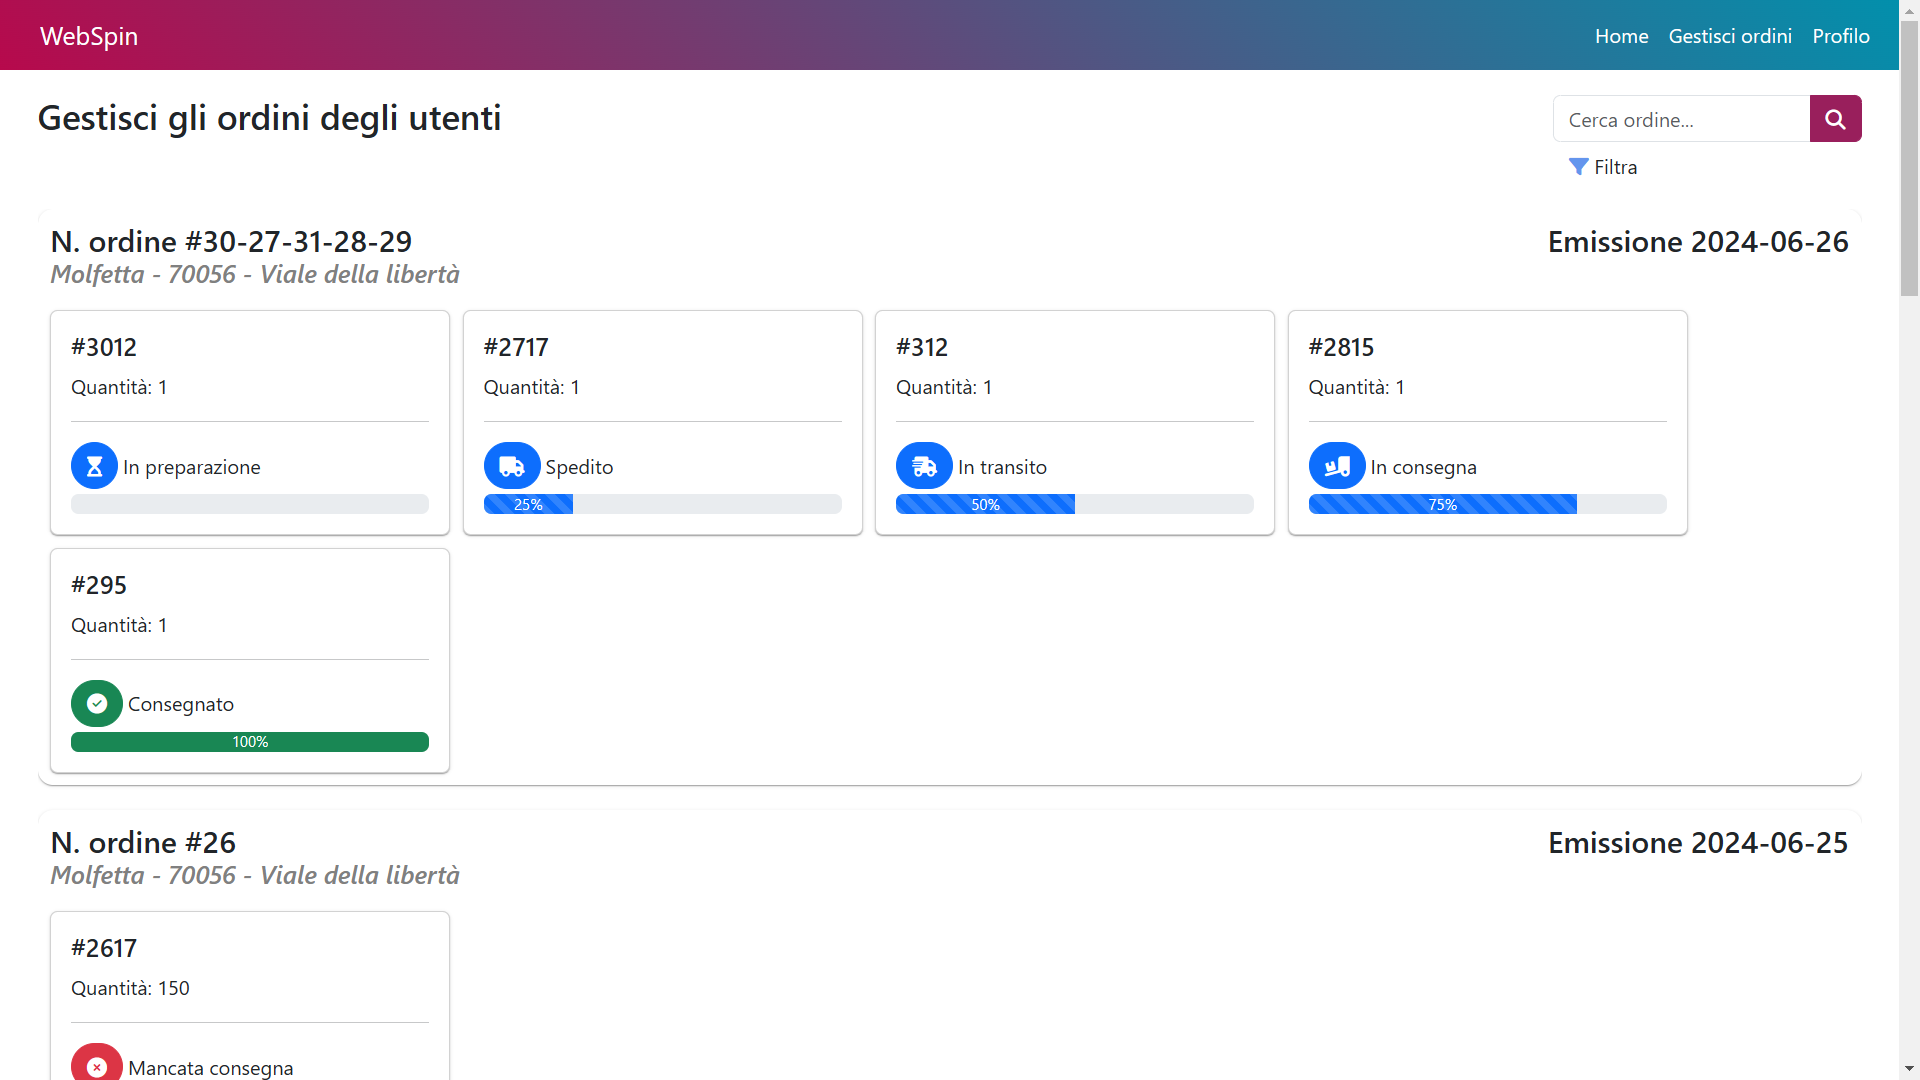 WebSpin
Home Gestisci ordini Profilo
Gestisci gli ordini degli utenti
Cerca ordine...
Filtra
N. ordine #30-27-31-28-29
Emissione 2024-06-26
Molfetta - 70056 - Viale della libertà
#3012
Quantità: 1
In preparazione
#2717
Quantità: 1
Spedito
25%
#312
Quantità: 1
In transito
50%
#2815
Quantità: 1
In consegna
75%
#295
Quantità: 1
Consegnato
100%
N. ordine #26
Emissione 2024-06-25
Molfetta - 70056 - Viale della libertà
#2617
Quantità: 150
Mancata consegna